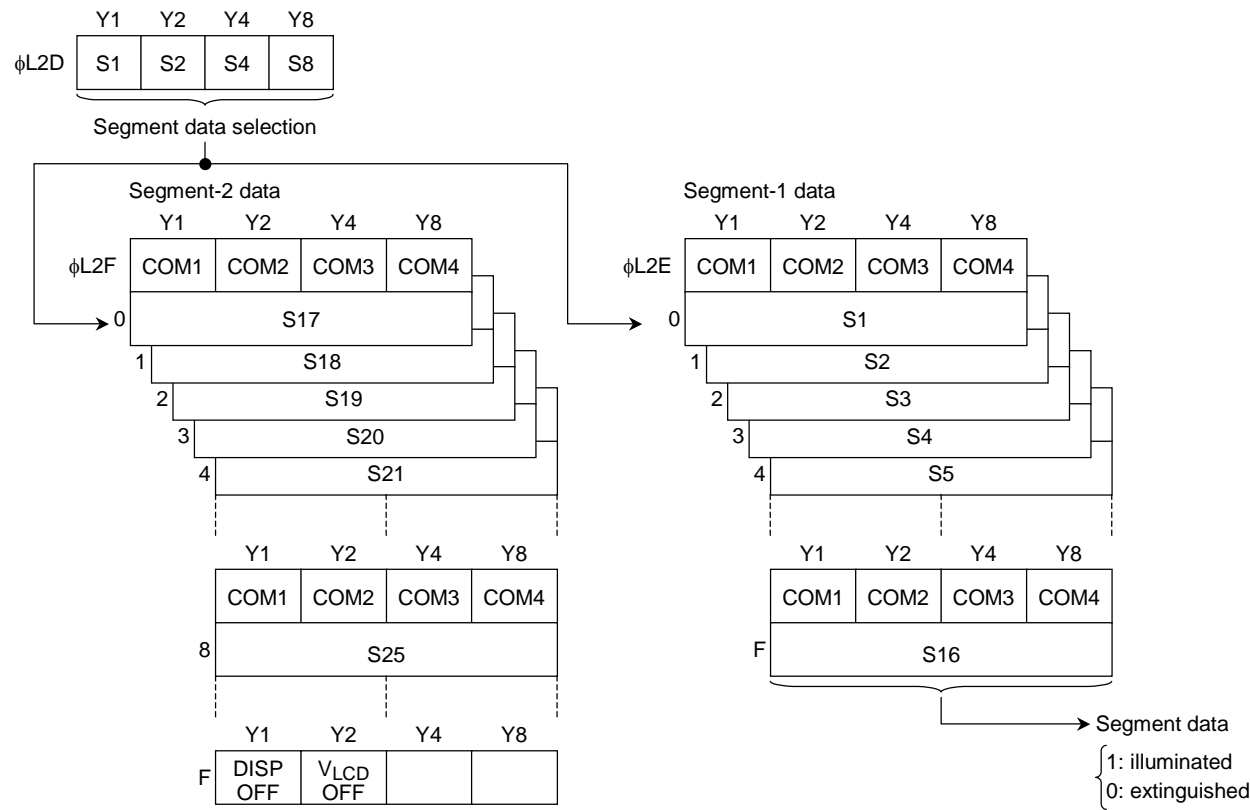 Y1 Y2 Y4 Y8
ϕL2D S1 S2 S4 S8
Segment data selection
Segment-2 data
Y1 Y2 Y4 Y8
ϕL2F COM1 COM2 COM3 COM4
0 S17
1 S18
2 S19
3 S20
4 S21
Y1 Y2 Y4 Y8
COM1 COM2 COM3 COM4
8 S25
Y1 Y2 Y4 Y8
F DISP OFF VLCD OFF
Segment-1 data
Y1 Y2 Y4 Y8
ϕL2E COM1 COM2 COM3 COM4
0 S1
1 S2
2 S3
3 S4
4 S5
Y1 Y2 Y4 Y8
COM1 COM2 COM3 COM4
F S16
Segment data
1: illuminated
0: extinguished